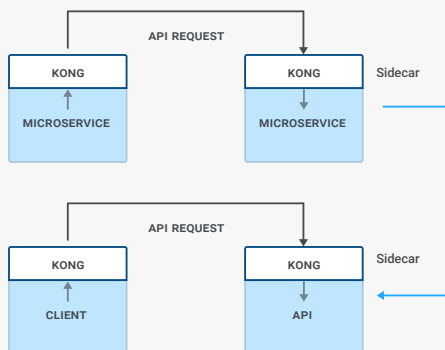 API REQUEST
KONG
KONG
Sidecar
MICROSERVICE
MICROSERVICE
API REQUEST
KONG
KONG
Sidecar
CLIENT
API